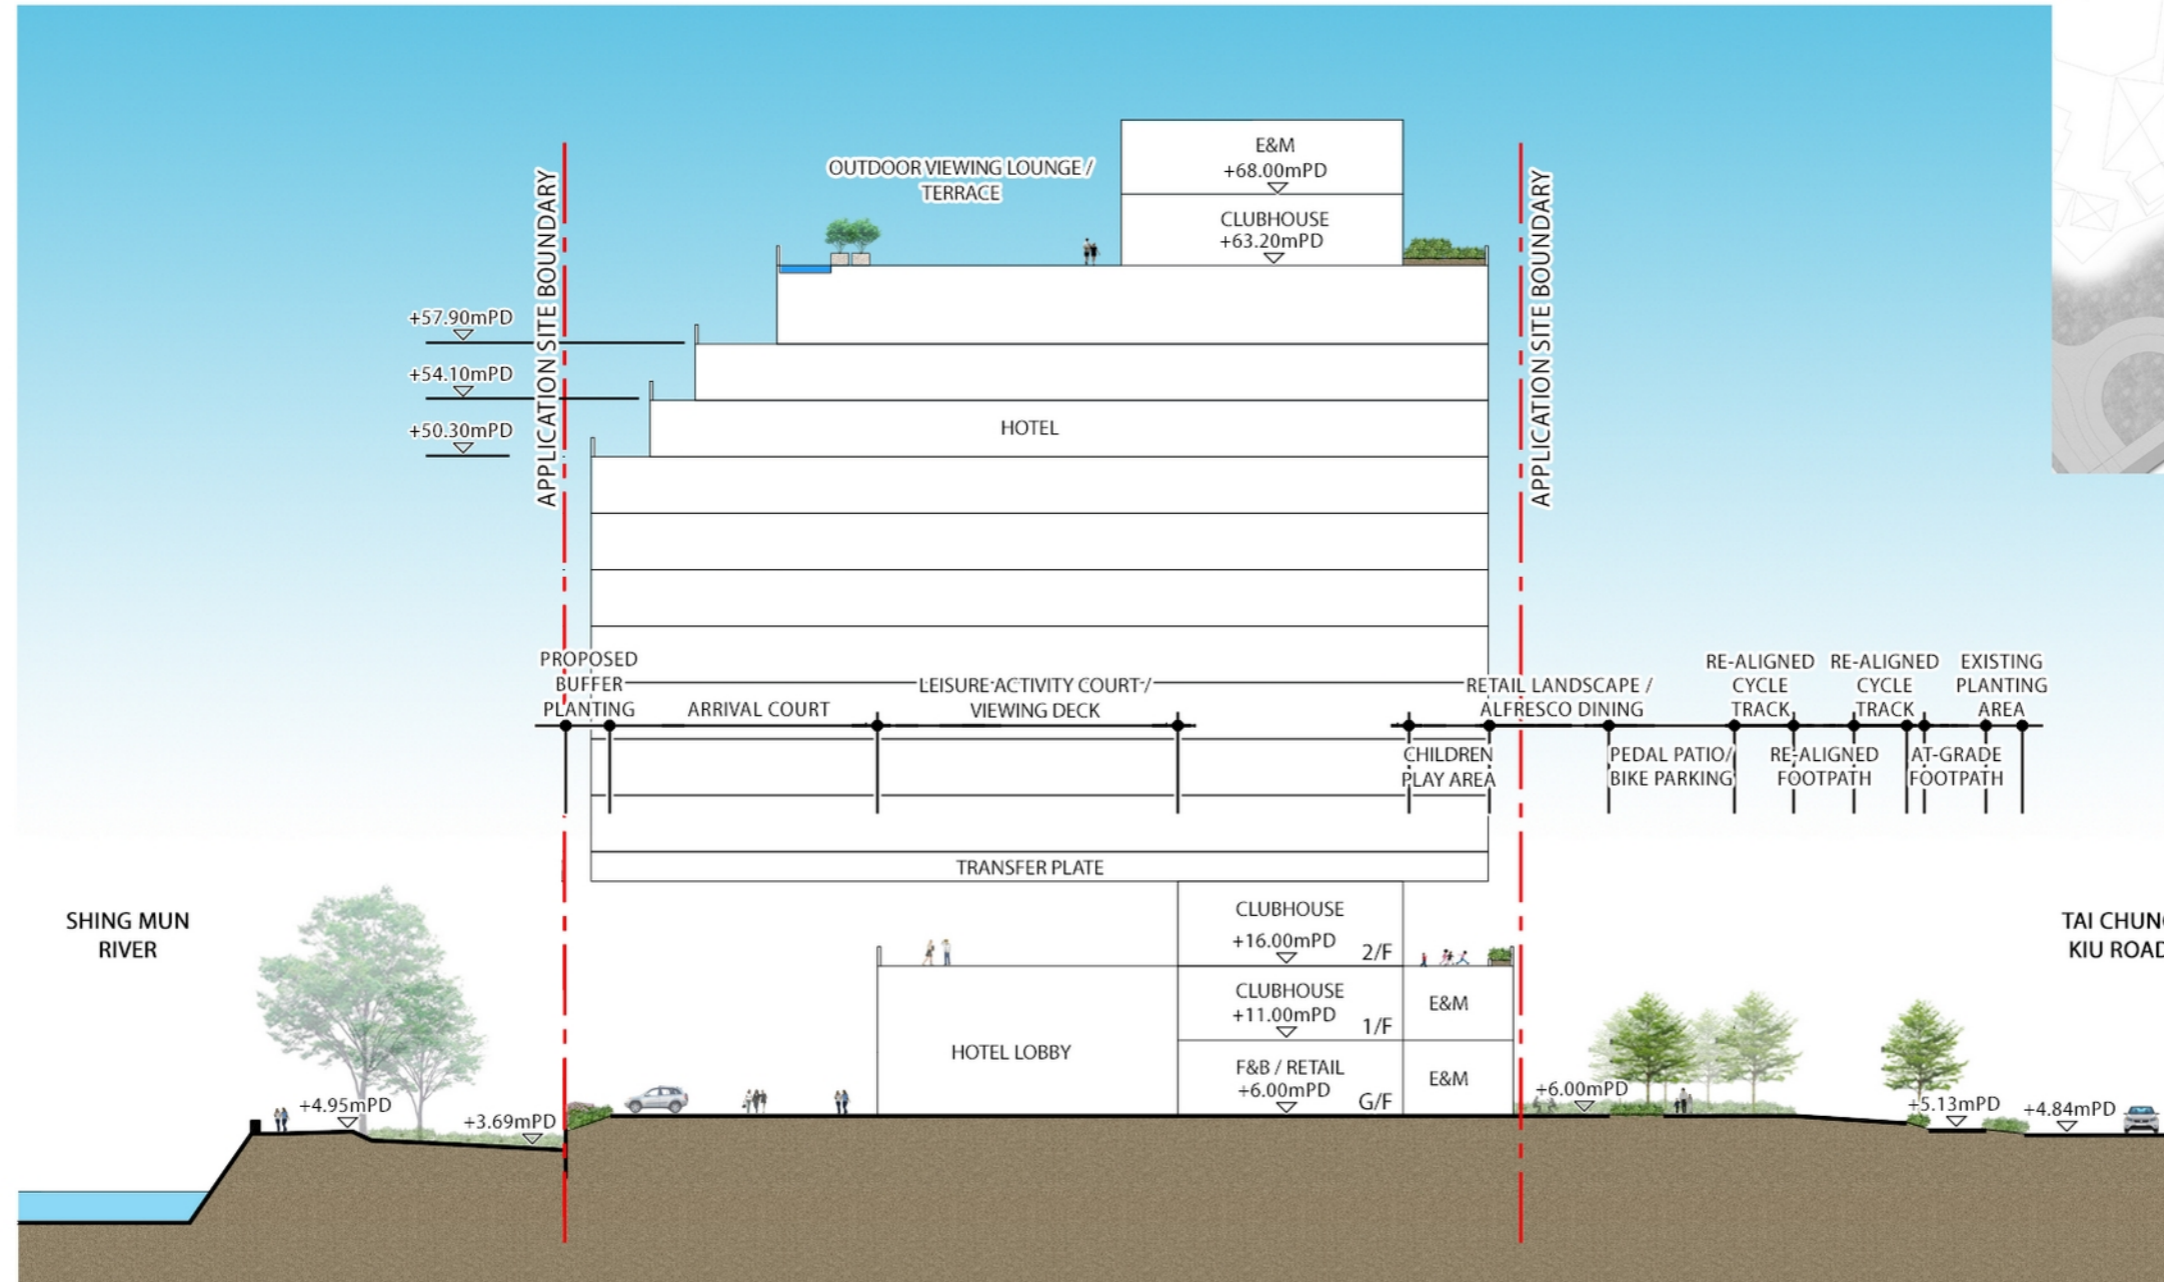 E&M
+68.00mPD
OUTDOOR VIEWING LOUNGE /
TERRACE
CLUBHOUSE
+63.20mPD
APPLICATION SITE BOUNDARY
APPLICATION SITE BOUNDARY
+57.90mPD
+54.10mPD
+50.30mPD
HOTEL
PROPOSED
BUFFER
PLANTING
ARRIVAL COURT
LEISURE ACTIVITY COURT /
VIEWING DECK
RETAIL LANDSCAPE /
ALFRESCO DINING
RE-ALIGNED
CYCLE
TRACK
RE-ALIGNED
CYCLE
TRACK
EXISTING
PLANTING
AREA
CHILDREN
PLAY AREA
PEDAL PATIO/
BIKE PARKING
RE-ALIGNED
FOOTPATH
AT-GRADE
FOOTPATH
TRANSFER PLATE
SHING MUN
RIVER
CLUBHOUSE
+16.00mPD
2/F
TAI CHUNG
KIU ROAD
CLUBHOUSE
+11.00mPD
1/F
E&M
HOTEL LOBBY
F&B / RETAIL
+6.00mPD
G/F
E&M
+4.95mPD
+3.69mPD
+6.00mPD
+5.13mPD
+4.84mPD